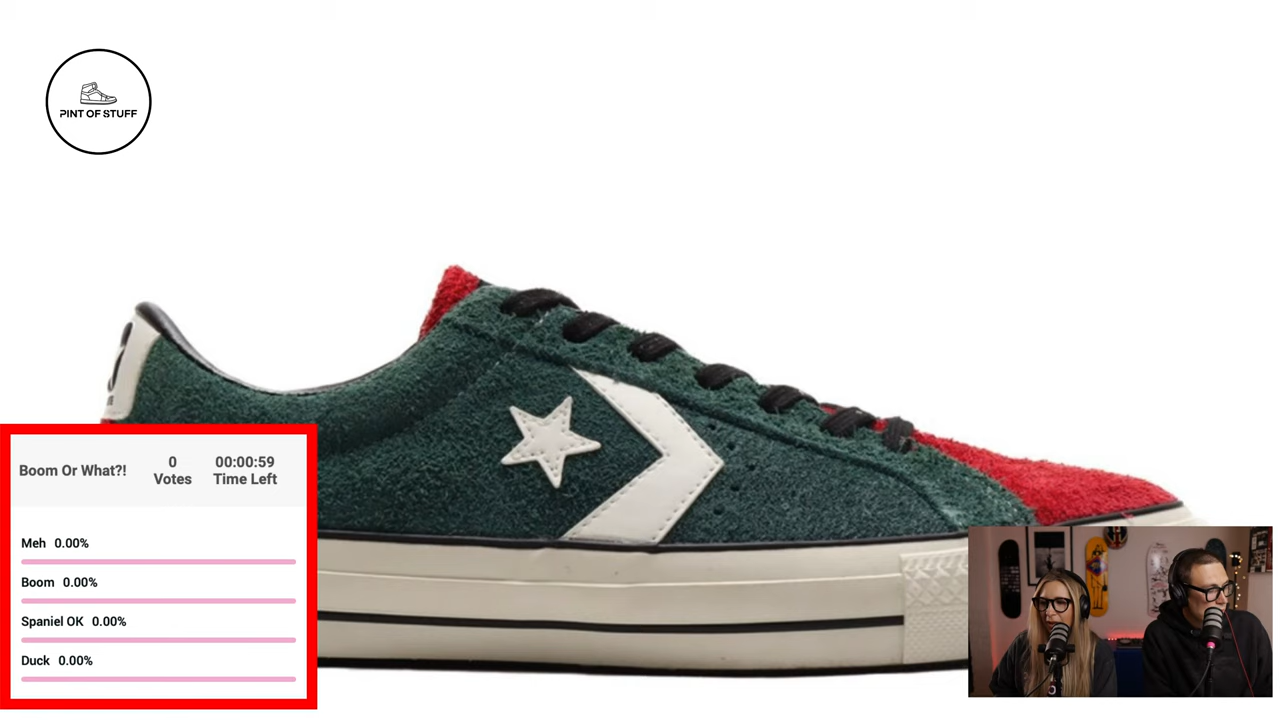 PINT OF STUFF
Boom Or What?!
0
Votes
00:00:59
Time Left
Meh 0.00%
Boom 0.00%
Spaniel OK 0.00%
Duck 0.00%